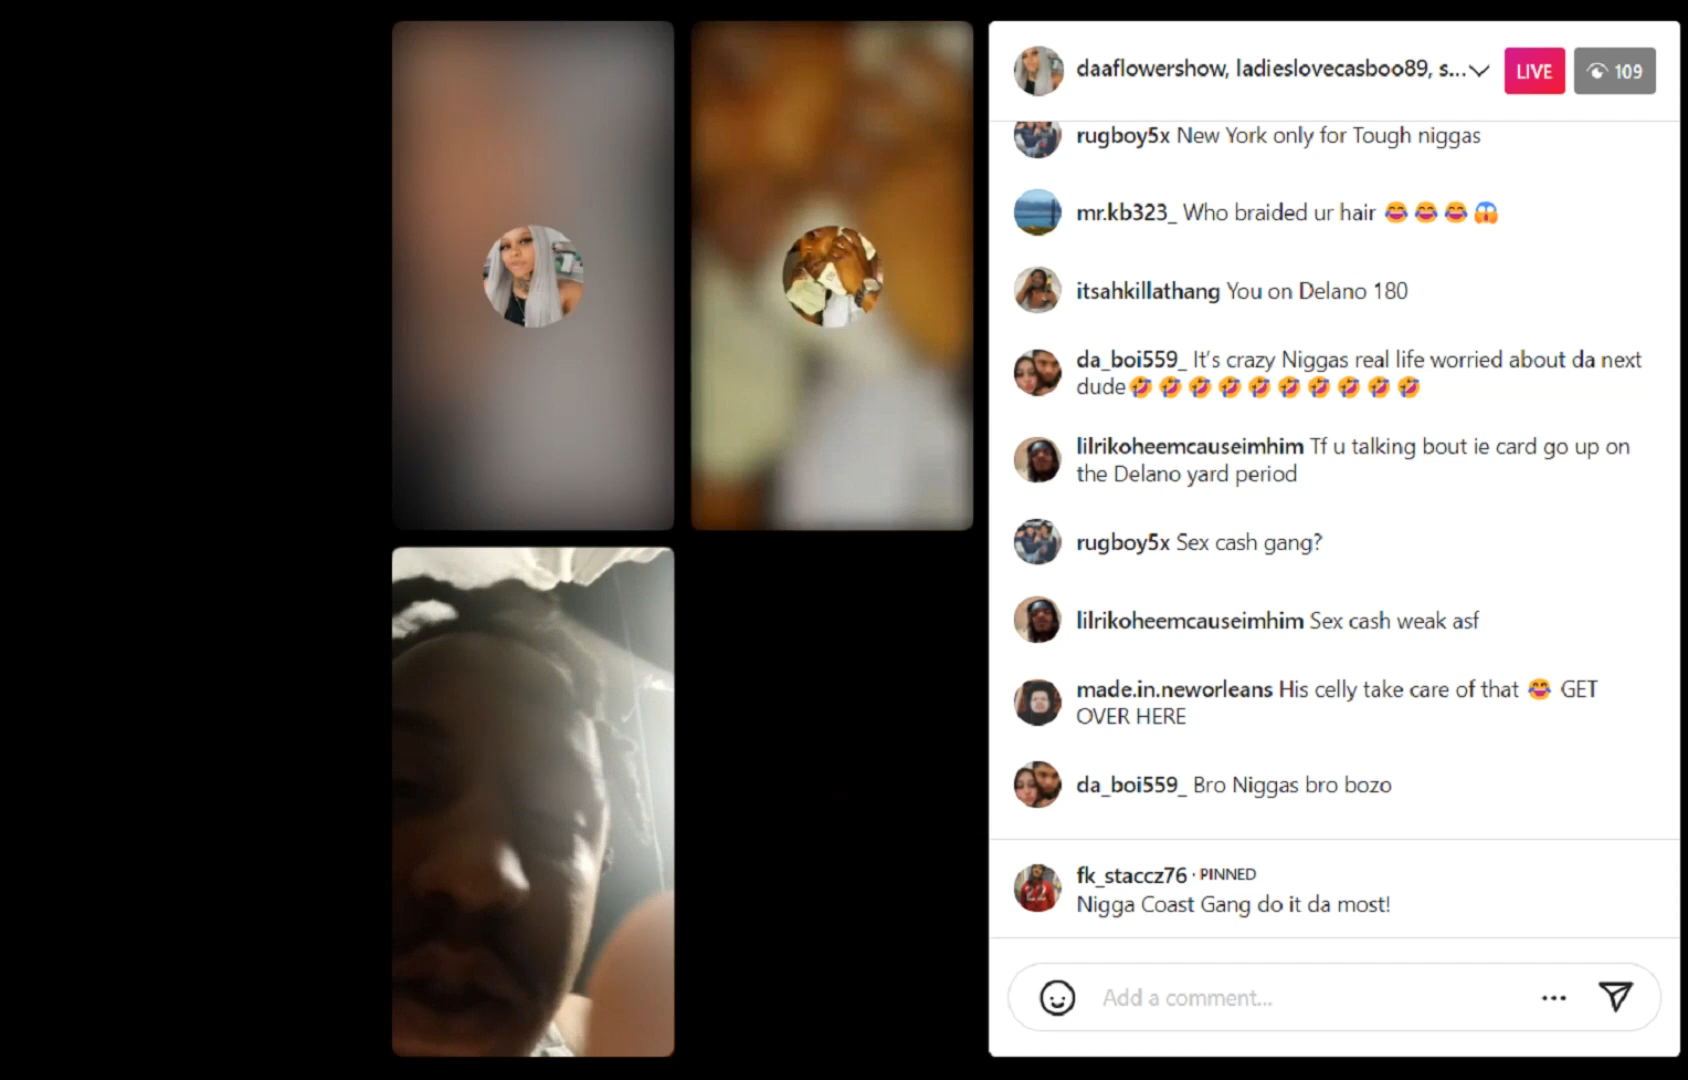 daaflowershow, ladieslovecasboo89, s...
LIVE
109
rugboy5x New York only for Tough niggas
mr.kb323_ Who braided ur hair 😂😂😂😱
itsahkillathang You on Delano 180
da_boi559_ It's crazy Niggas real life worried about da next
dude🤣🤣🤣🤣🤣🤣🤣🤣🤣🤣
lilrikoheemcauseimhim Tf u talking bout ie card go up on
the Delano yard period
rugboy5x Sex cash gang?
lilrikoheemcauseimhim Sex cash weak asf
made.in.neworleans His celly take care of that 😂 GET
OVER HERE
da_boi559_ Bro Niggas bro bozo
fk_staccz76 · PINNED
Nigga Coast Gang do it da most!
Add a comment...